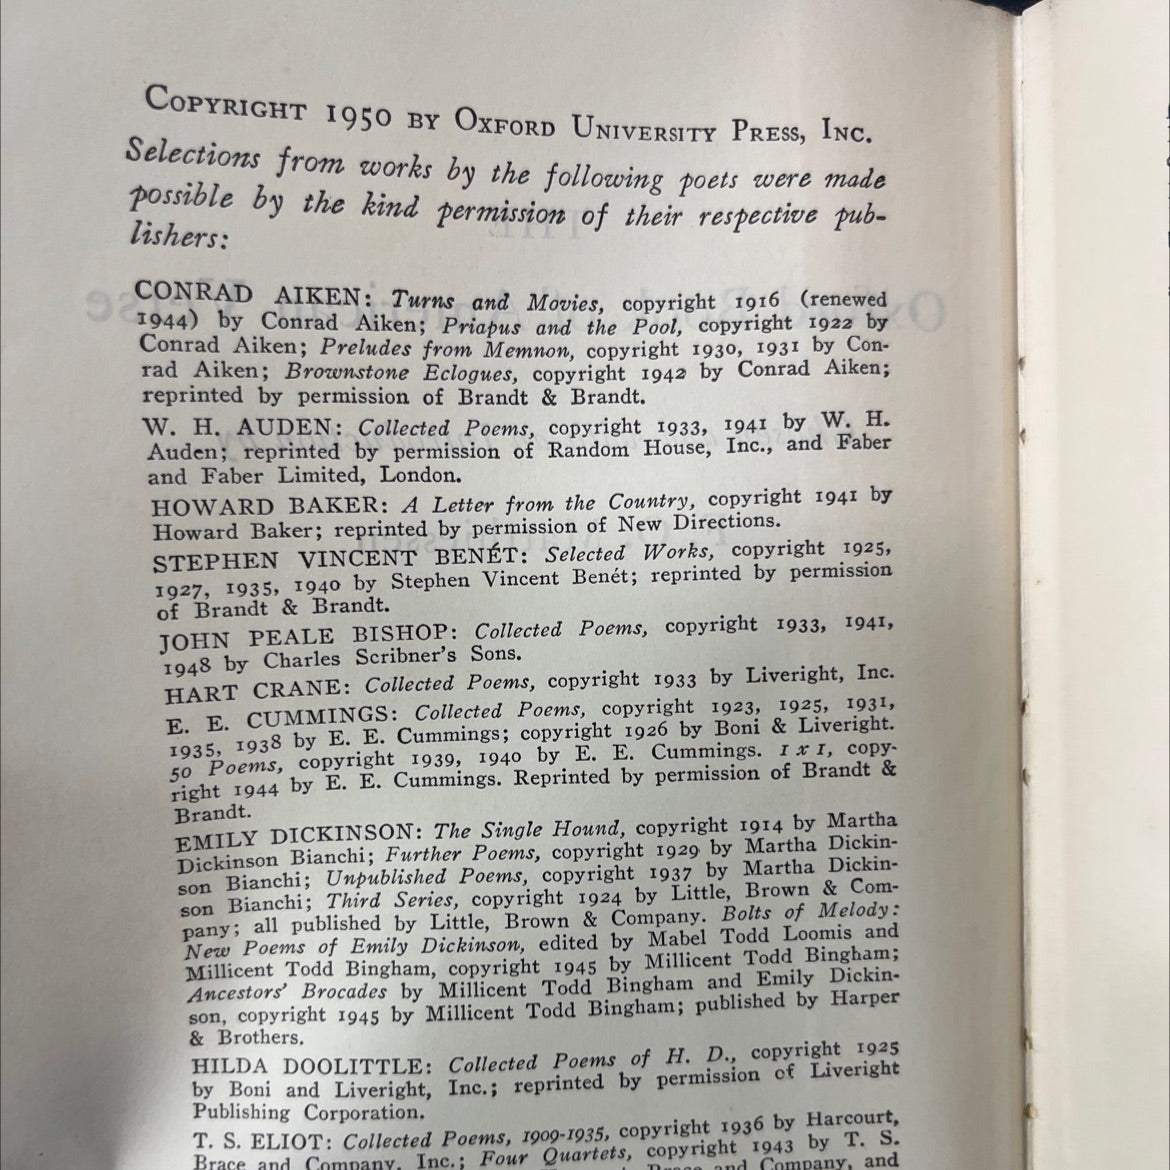 Copyright 1950 by Oxford University Press, Inc.
Selections from works by the following poets were made
possible by the kind permission of their respective pub-
lishers:
CONRAD AIKEN: Turns and Movies, copyright 1916 (renewed
1944) by Conrad Aiken; Priapus and the Pool, copyright 1922 by
Conrad Aiken; Preludes from Memnon, copyright 1930, 1931 by Con-
rad Aiken; Brownstone Eclogues, copyright 1942 by Conrad Aiken;
reprinted by permission of Brandt & Brandt.
W. H. AUDEN: Collected Poems, copyright 1933, 1941 by W. H.
Auden; reprinted by permission of Random House, Inc., and Faber
and Faber Limited, London.
HOWARD BAKER: A Letter from the Country, copyright 1941 by
Howard Baker; reprinted by permission of New Directions.
STEPHEN VINCENT BENÉT: Selected Works, copyright 1925,
1927, 1935, 1940 by Stephen Vincent Benét; reprinted by permission
of Brandt & Brandt.
JOHN PEALE BISHOP: Collected Poems, copyright 1933, 1941,
1948 by Charles Scribner's Sons.
HART CRANE: Collected Poems, copyright 1933 by Liveright, Inc.
E. E. CUMMINGS: Collected Poems, copyright 1923, 1925, 1931,
1935, 1938 by E. E. Cummings; copyright 1926 by Boni & Liveright.
50 Poems, copyright 1939, 1940 by E. E. Cummings. 1 x 1, copy-
right 1944 by E. E. Cummings. Reprinted by permission of Brandt &
Brandt.
EMILY DICKINSON: The Single Hound, copyright 1914 by Martha
Dickinson Bianchi; Further Poems, copyright 1929 by Martha Dickin-
son Bianchi; Unpublished Poems, copyright 1937 by Martha Dickin-
son Bianchi; Third Series, copyright 1924 by Little, Brown & Com-
pany; all published by Little, Brown & Company. Bolts of Melody:
New Poems of Emily Dickinson, edited by Mabel Todd Loomis and
Millicent Todd Bingham, copyright 1945 by Millicent Todd Bingham;
Ancestors' Brocades by Millicent Todd Bingham and Emily Dickin-
son, copyright 1945 by Millicent Todd Bingham; published by Harper
& Brothers.
HILDA DOOLITTLE: Collected Poems of H. D., copyright 1925
by Boni and Liveright, Inc.; reprinted by permission of Liveright
Publishing Corporation.
T. S. ELIOT: Collected Poems, 1909-1935, copyright 1936 by Harcourt,
Brace and Company, Inc.; Four Quartets, copyright 1943 by T. S.
Brace and Company, and